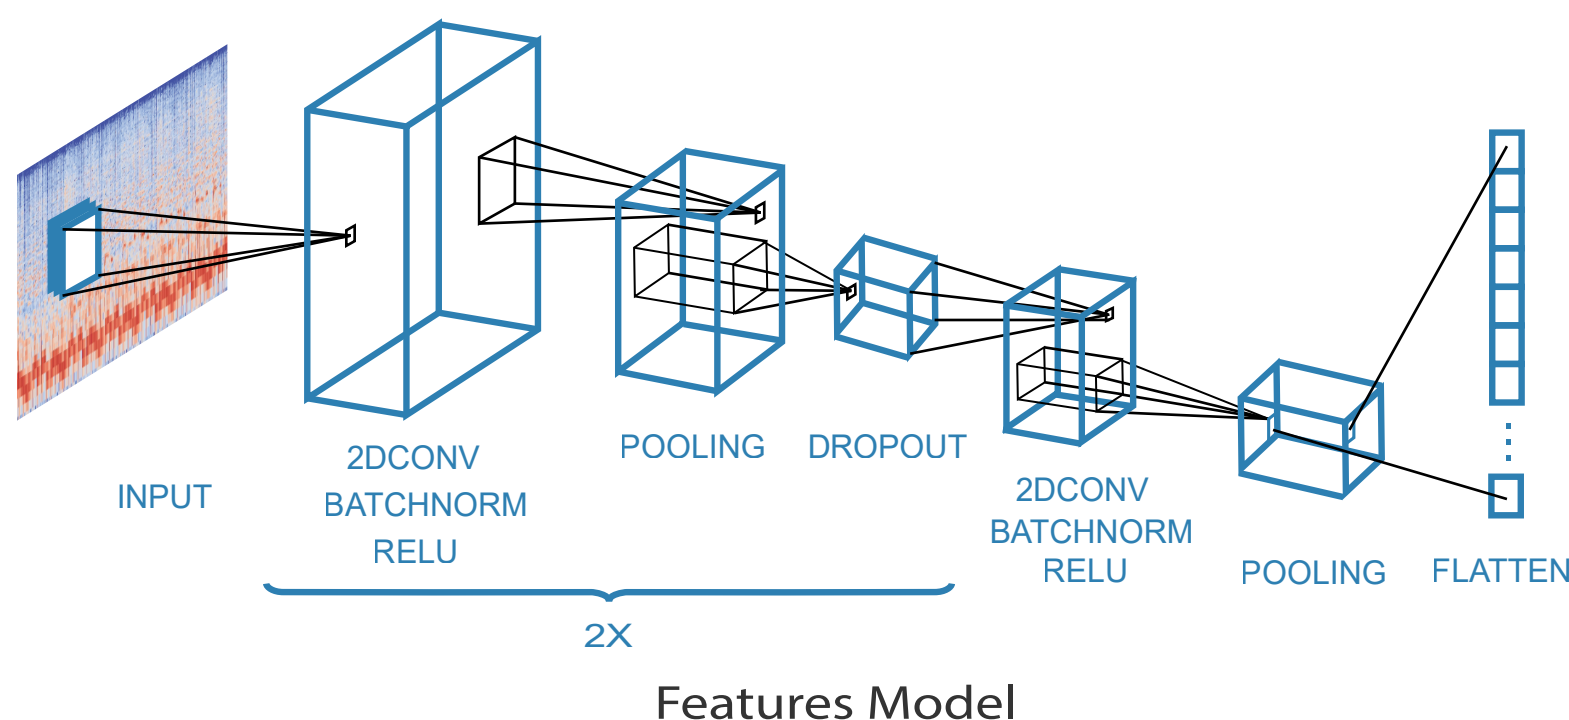 INPUT
2DCONV
BATCHNORM
RELU
POOLING
DROPOUT
2DCONV
BATCHNORM
RELU
POOLING
FLATTEN
2X
Features Model